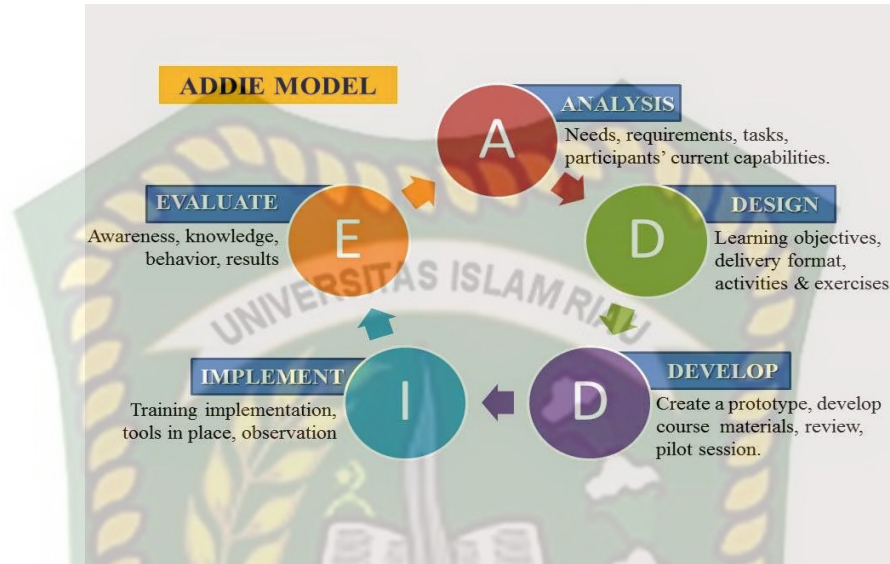 ADDIE MODEL
A
ANALYSIS
Needs, requirements, tasks,
participants' current capabilities.
D
DESIGN
Learning objectives,
delivery format,
activities & exercises
D
DEVELOP
Create a prototype, develop
course materials, review,
pilot session.
I
IMPLEMENT
Training implementation,
tools in place, observation
E
EVALUATE
Awareness, knowledge,
behavior, results
UNIVERSITAS ISLAM RIAU